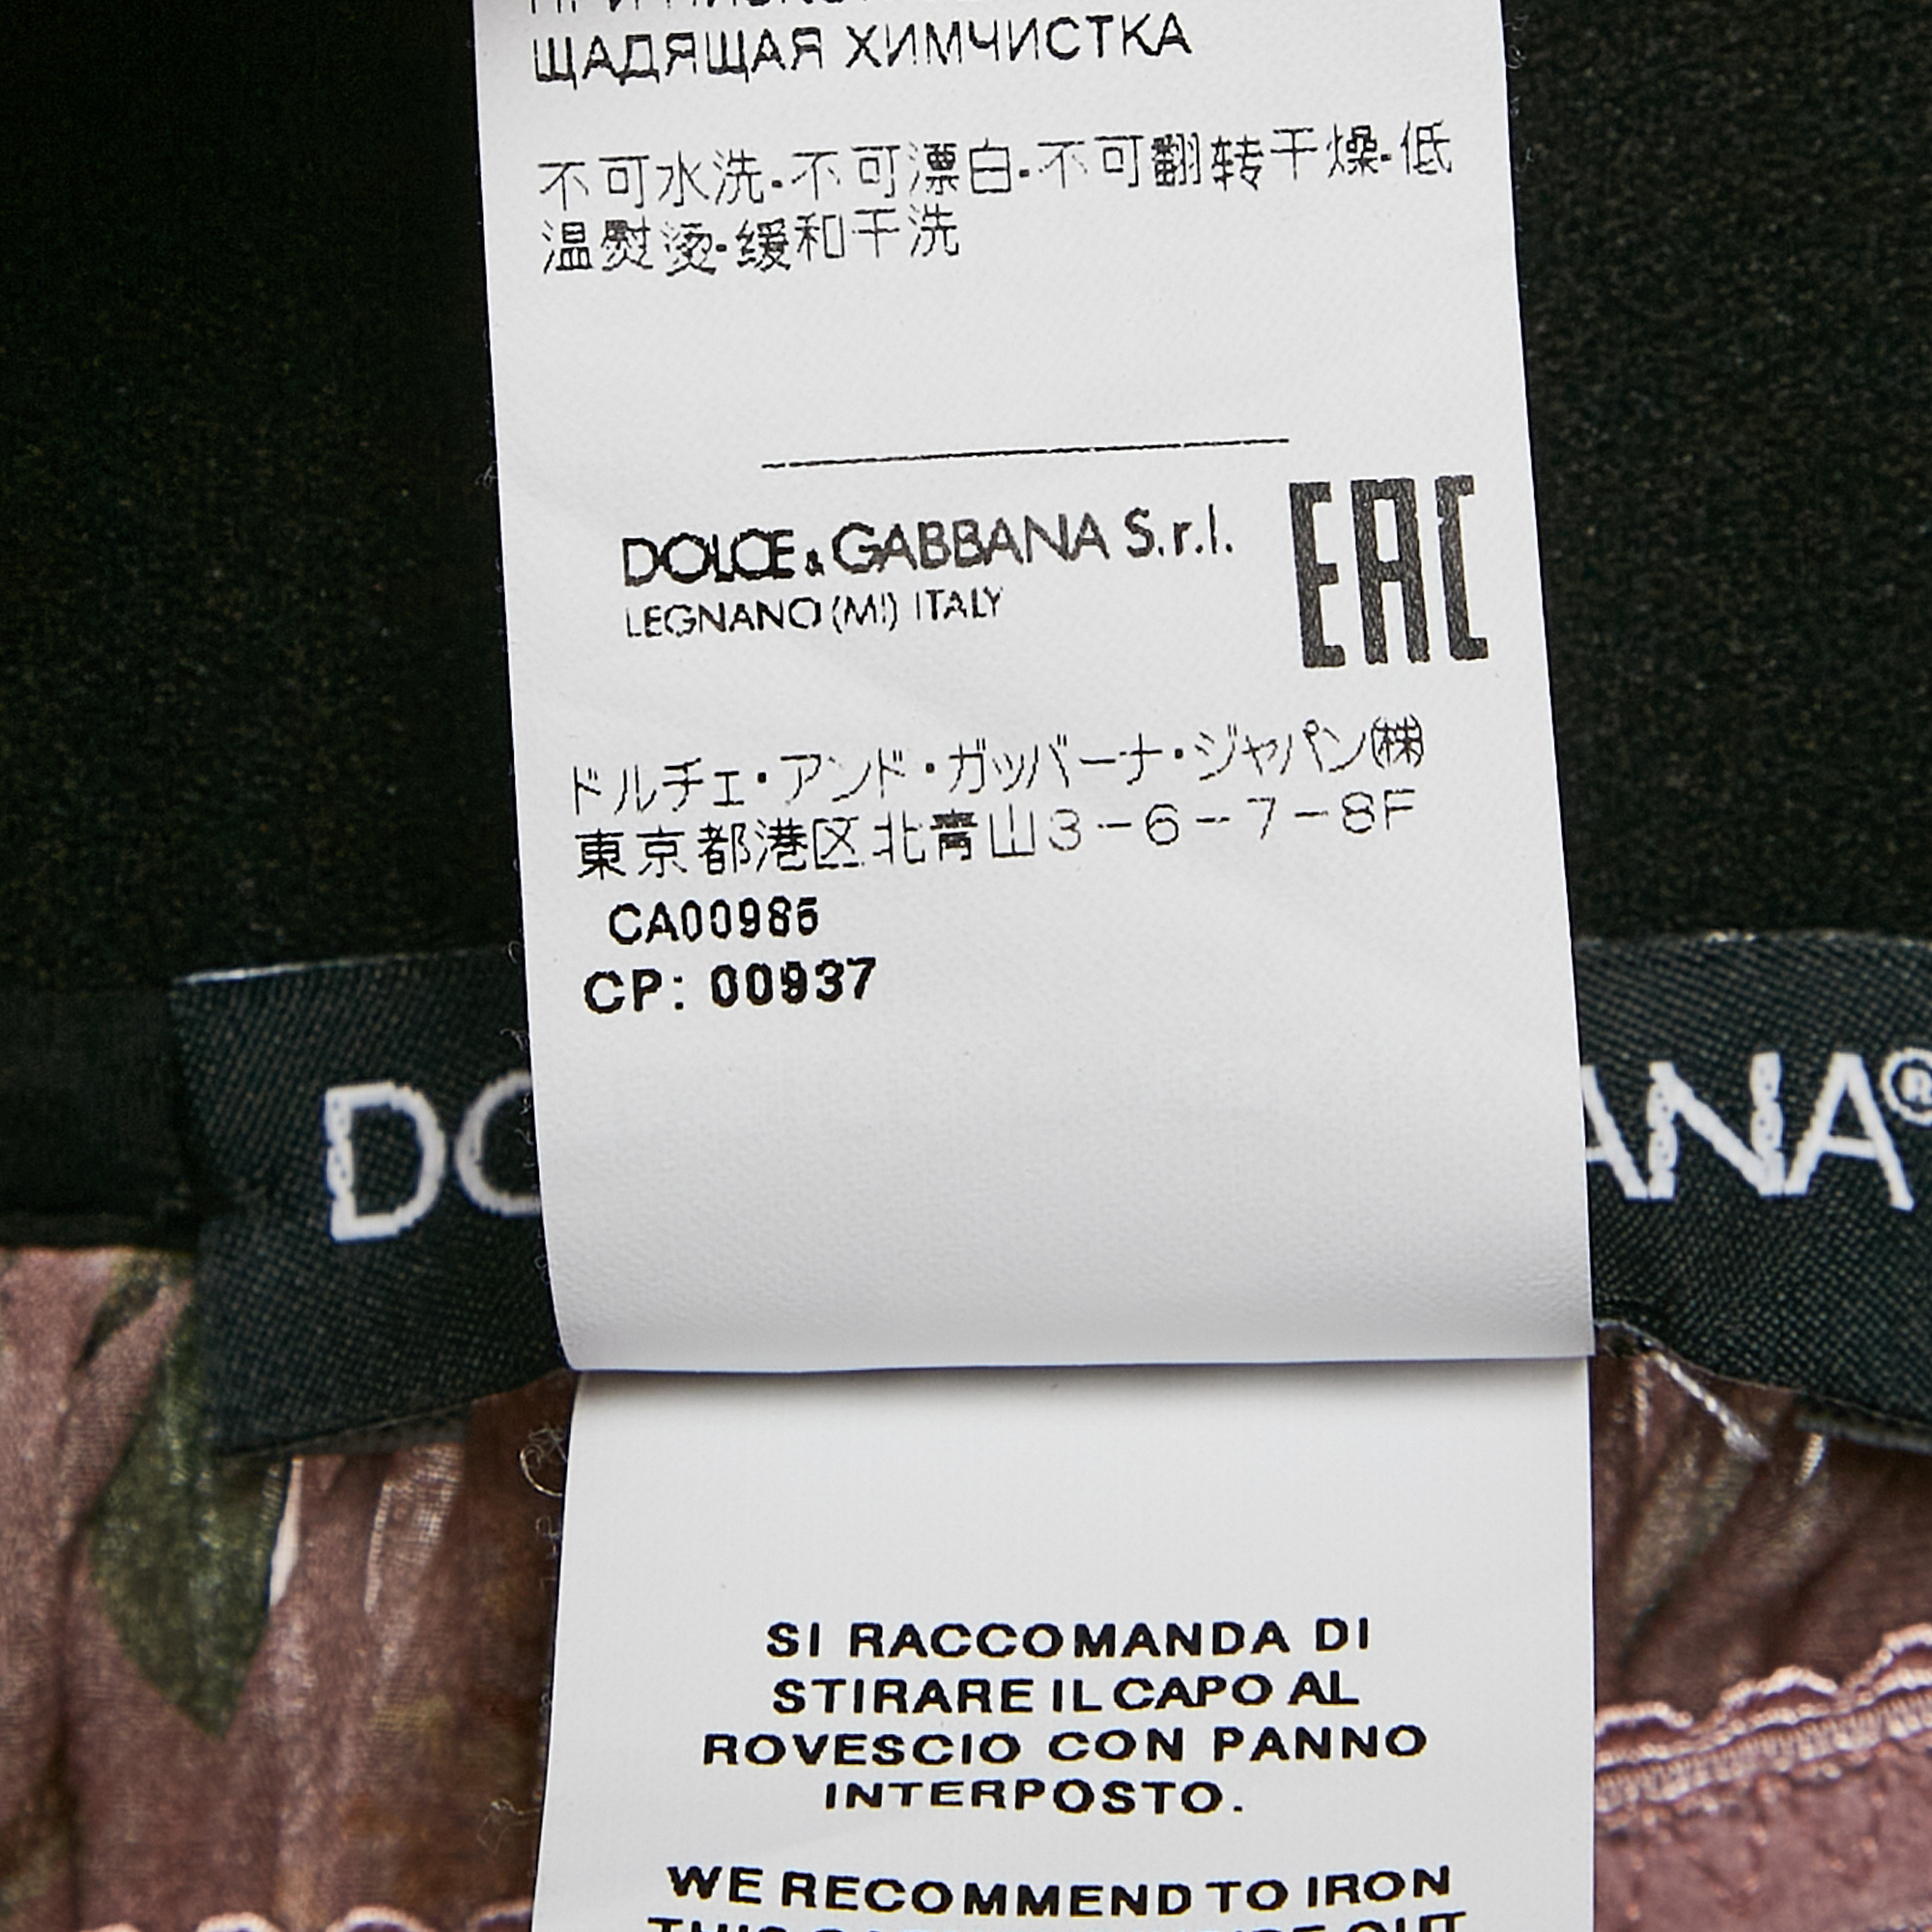 ЩАДЯЩАЯ ХИМЧИСТКА
不可水洗·不可漂白·不可翻转干燥·低
温熨烫·缓和干洗
DOLCE & GABBANA S.r.l.
LEGNANO (MI) ITALY
EAC
ドルチェ・アンド・ガッバーナ・ジャパン㈱
東京都港区北青山3-6-7-8F
CA00985
CP: 00937
SI RACCOMANDA DI
STIRARE IL CAPO AL
ROVESCIO CON PANNO
INTERPOSTO.
WE RECOMMEND TO IRON